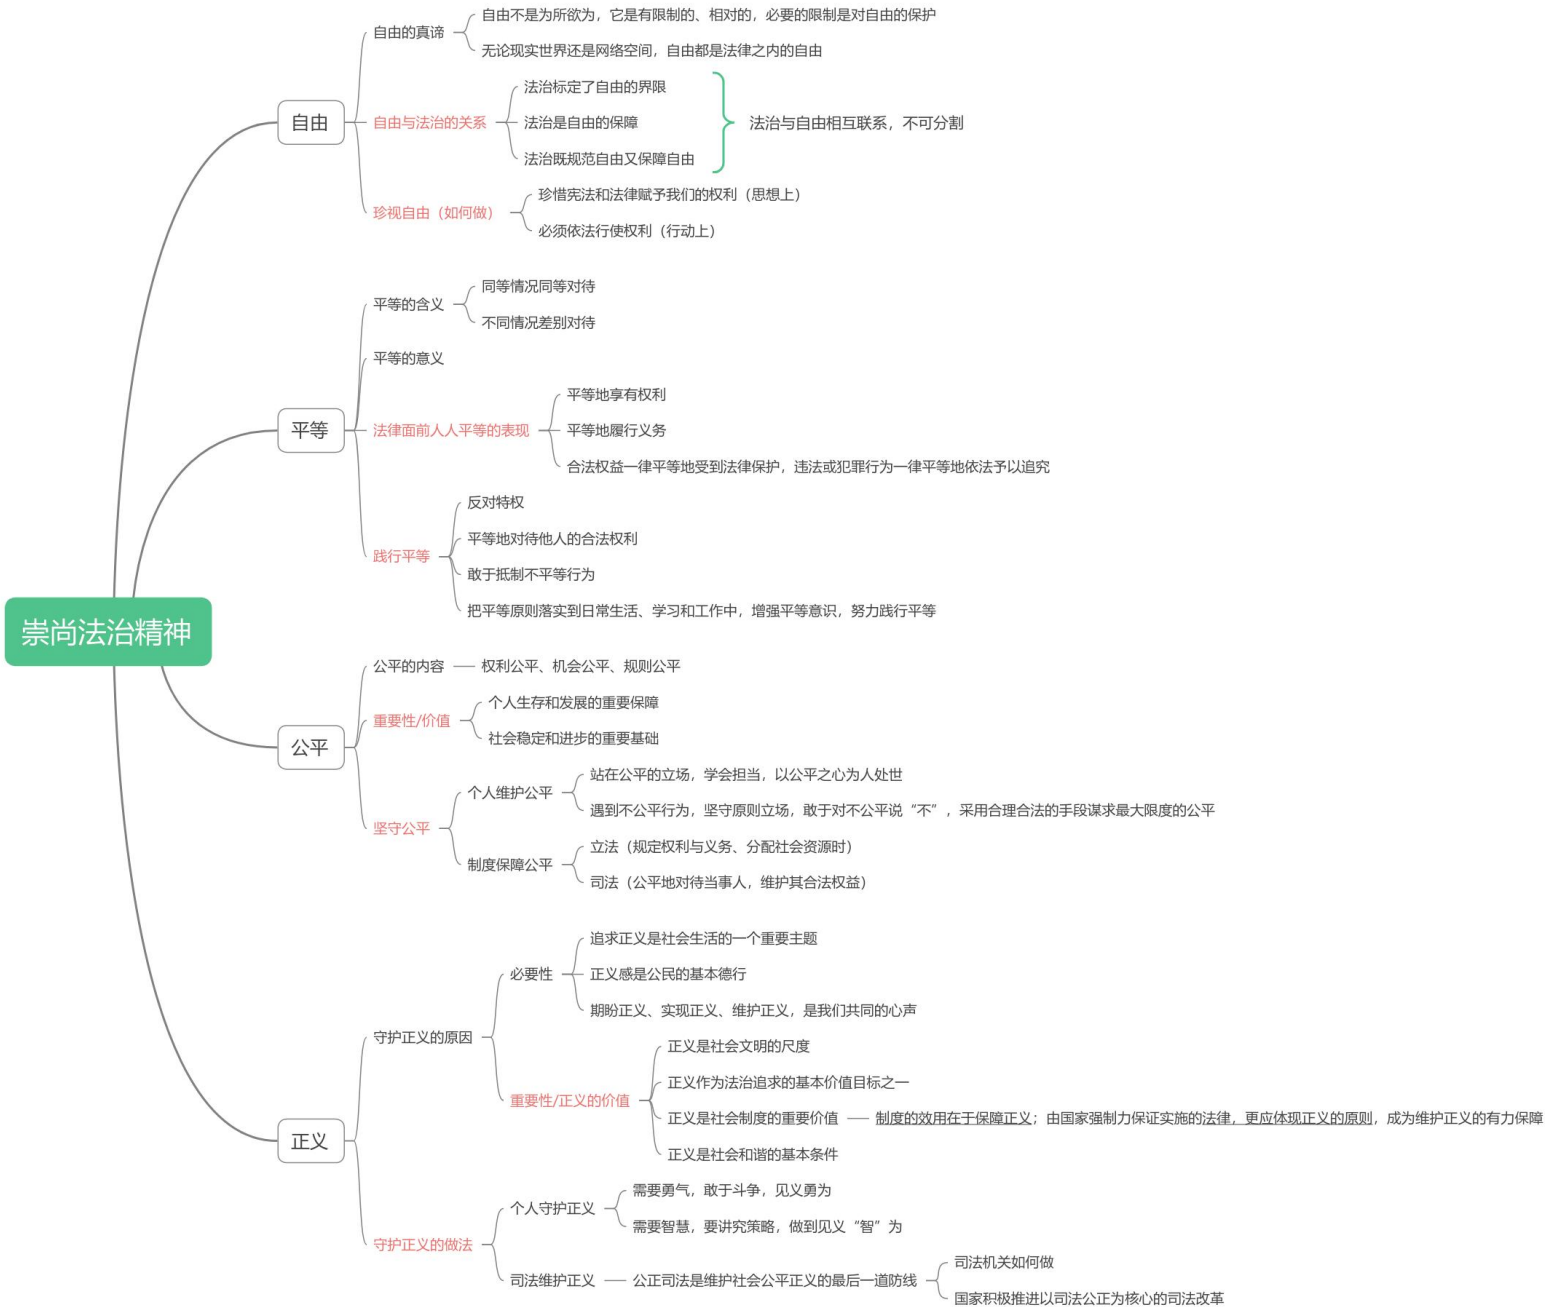 崇尚法治精神
自由
自由的真谛
自由不是为所欲为，它是有限制的、相对的，必要的限制是对自由的保护
无论现实世界还是网络空间，自由都是法律之内的自由
自由与法治的关系
法治标定了自由的界限
法治是自由的保障
法治既规范自由又保障自由
法治与自由相互联系，不可分割
珍视自由（如何做）
珍惜宪法和法律赋予我们的权利（思想上）
必须依法行使权利（行动上）
平等
平等的含义
同等情况同等对待
不同情况差别对待
平等的意义
法律面前人人平等的表现
平等地享有权利
平等地履行义务
合法权益一律平等地受到法律保护，违法或犯罪行为一律平等地依法予以追究
践行平等
反对特权
平等地对待他人的合法权利
敢于抵制不平等行为
把平等原则落实到日常生活、学习和工作中，增强平等意识，努力践行平等
公平
公平的内容
权利公平、机会公平、规则公平
重要性/价值
个人生存和发展的重要保障
社会稳定和进步的重要基础
坚守公平
个人维护公平
站在公平的立场，学会担当，以公平之心为人处世
遇到不公平行为，坚守原则立场，敢于对不公平说“不”，采用合理合法的手段谋求最大限度的公平
制度保障公平
立法（规定权利与义务、分配社会资源时）
司法（公平地对待当事人，维护其合法权益）
正义
守护正义的原因
必要性
追求正义是社会生活的一个重要主题
正义感是公民的基本德行
期盼正义、实现正义、维护正义，是我们共同的心声
重要性/正义的价值
正义是社会文明的尺度
正义作为法治追求的基本价值目标之一
正义是社会制度的重要价值
制度的效用在于保障正义；由国家强制力保证实施的法律，更应体现正义的原则，成为维护正义的有力保障
正义是社会和谐的基本条件
守护正义的做法
个人守护正义
需要勇气，敢于斗争，见义勇为
需要智慧，要讲究策略，做到见义“智”为
司法维护正义
公正司法是维护社会公平正义的最后一道防线
司法机关如何做
国家积极推进以司法公正为核心的司法改革